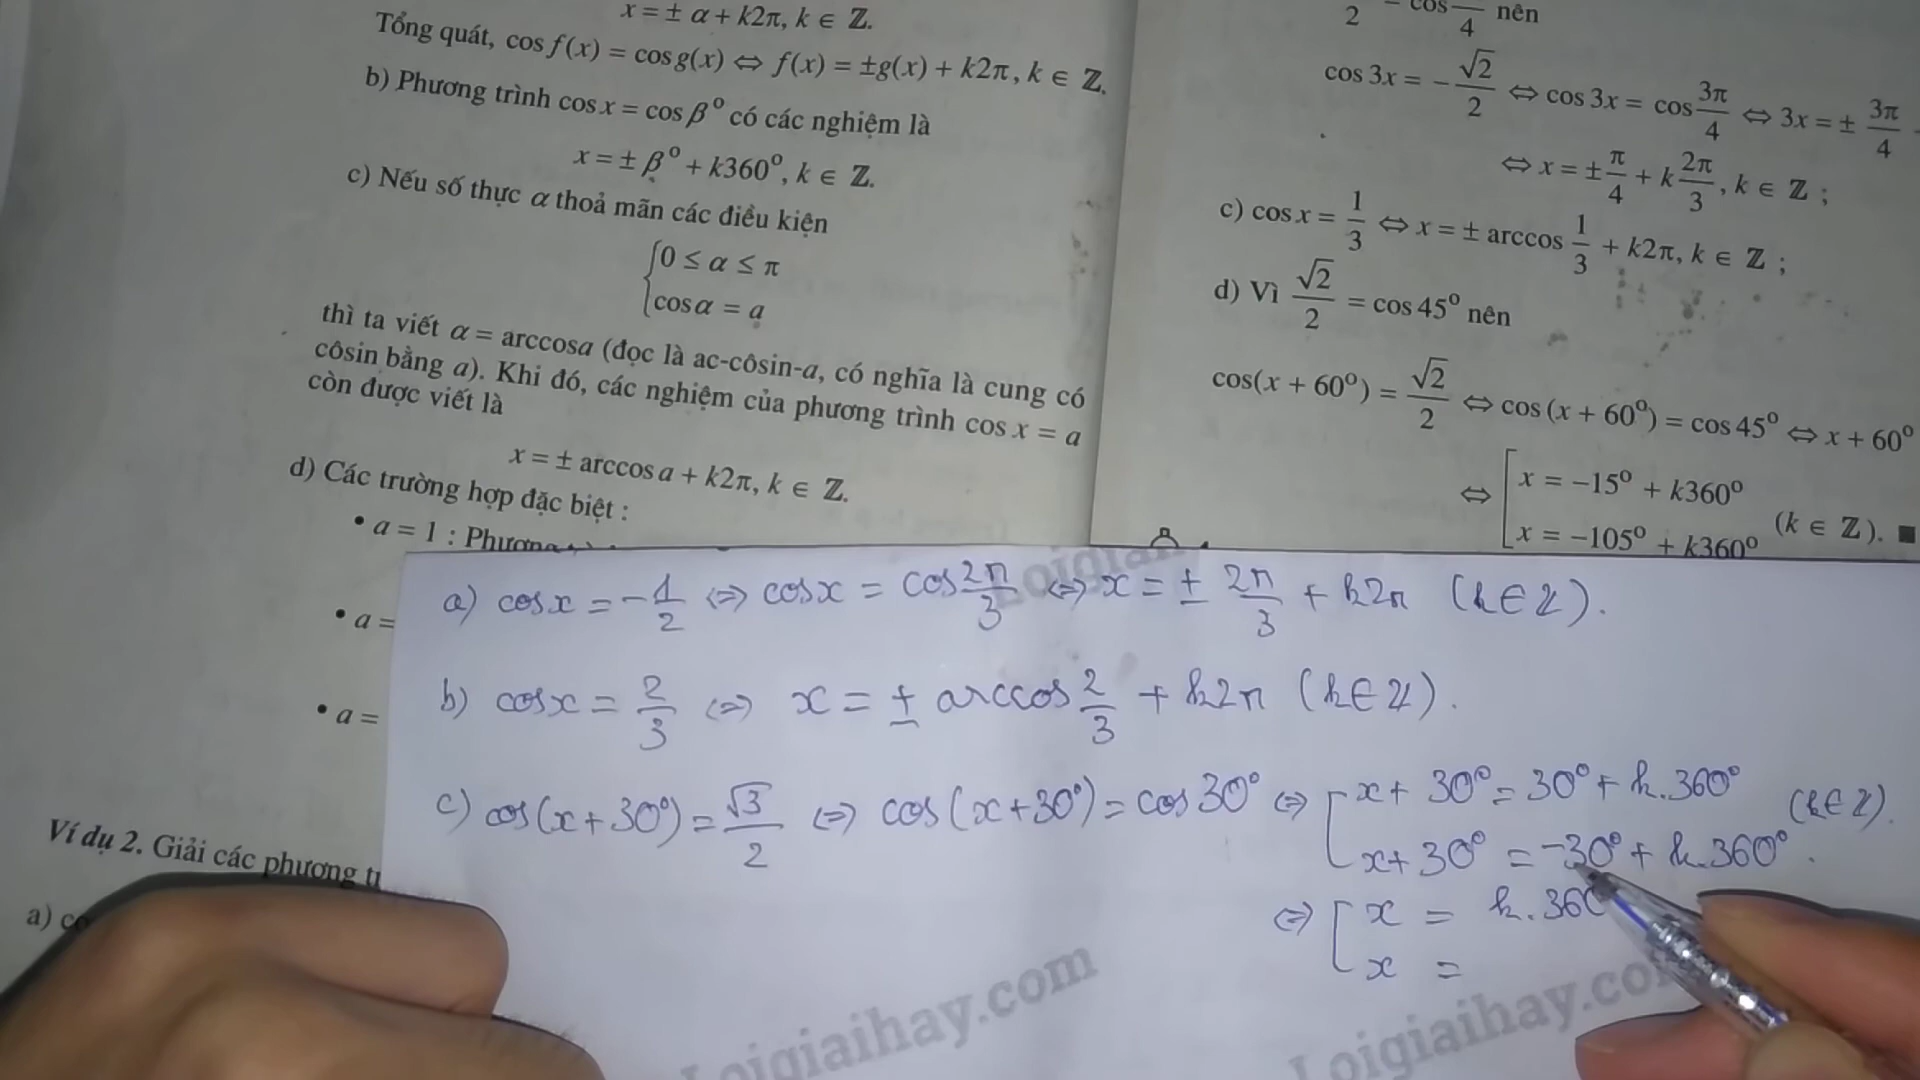 x = ± α + k2π, k ∈ ℤ.
Tổng quát, cos f(x) = cos g(x) ⇔ f(x) = ±g(x) + k2π, k ∈ ℤ.
b) Phương trình cos x = cos β° có các nghiệm là
x = ± β° + k360°, k ∈ ℤ.
c) Nếu số thực α thoả mãn các điều kiện
{0 ≤ α ≤ π
cos α = a
thì ta viết α = arccosa (đọc là ac-côsin-a, có nghĩa là cung có
côsin bằng a). Khi đó, các nghiệm của phương trình cos x = a
còn được viết là
x = ± arccos a + k2π, k ∈ ℤ.
d) Các trường hợp đặc biệt :
• a = 1 :
• a =
• a =
Ví dụ 2. Giải các phương
a)
2 cos 4 nên
cos 3x = -√2/2 ⇔ cos 3x = cos 3π/4 ⇔ 3x = ± 3π/4
⇔ x = ± π/4 + k 2π/3, k ∈ ℤ ;
c) cos x = 1/3 ⇔ x = ± arccos 1/3 + k2π, k ∈ ℤ ;
d) Vì √2/2 = cos 45° nên
cos(x + 60°) = √2/2 ⇔ cos (x + 60°) = cos 45° ⇔ x + 60°
⇔ [x = -15° + k360°
x = -105° + k360° (k ∈ ℤ). ■
a) cosx = -1/2 ⇔ cosx = cos 2π/3 ⇔ x = ± 2π/3 + k2π (k∈ℤ).
b) cosx = 2/3 ⇔ x = ± arccos 2/3 + k2π (k∈ℤ).
c) cos(x+30°) = √3/2 ⇔ cos(x+30°) = cos30° ⇔ [x+ 30° = 30° + k.360° (k∈ℤ).
x+30° = -30° + k.360°.
⇔ [x = k.360
x =
Loigiaihay.com